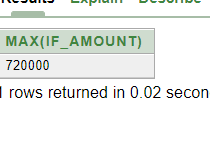 Results Explain Describe
MAX(IF_AMOUNT)
720000
1 rows returned in 0.02 secon